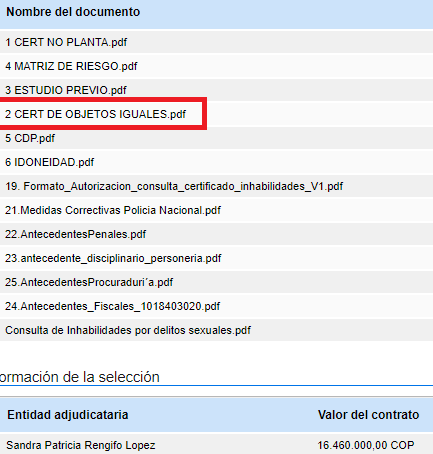 Nombre del documento
1 CERT NO PLANTA.pdf
4 MATRIZ DE RIESGO.pdf
3 ESTUDIO PREVIO.pdf
2 CERT DE OBJETOS IGUALES.pdf
5 CDP.pdf
6 IDONEIDAD.pdf
19. Formato_Autorizacion_consulta_certificado_inhabilidades_V1.pdf
21.Medidas Correctivas Policia Nacional.pdf
22.AntecedentesPenales.pdf
23.antecedente_disciplinario_personeria.pdf
25.AntecedentesProcuraduri´a.pdf
24.Antecedentes_Fiscales_1018403020.pdf
Consulta de Inhabilidades por delitos sexuales.pdf
ormación de la selección
Entidad adjudicataria Valor del contrato
Sandra Patricia Rengifo Lopez 16.460.000,00 COP